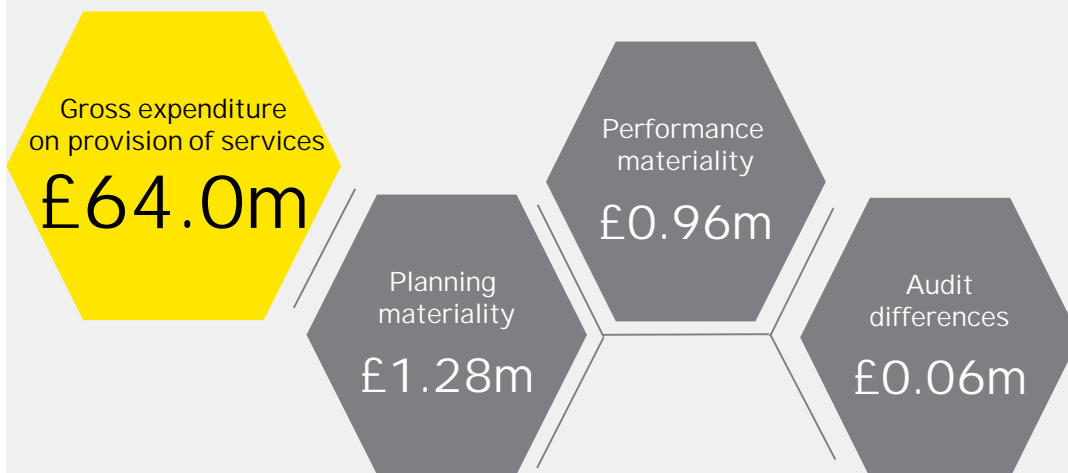 Gross expenditure
on provision of services
£64.0m
Planning
materiality
£1.28m
Performance
materiality
£0.96m
Audit
differences
£0.06m